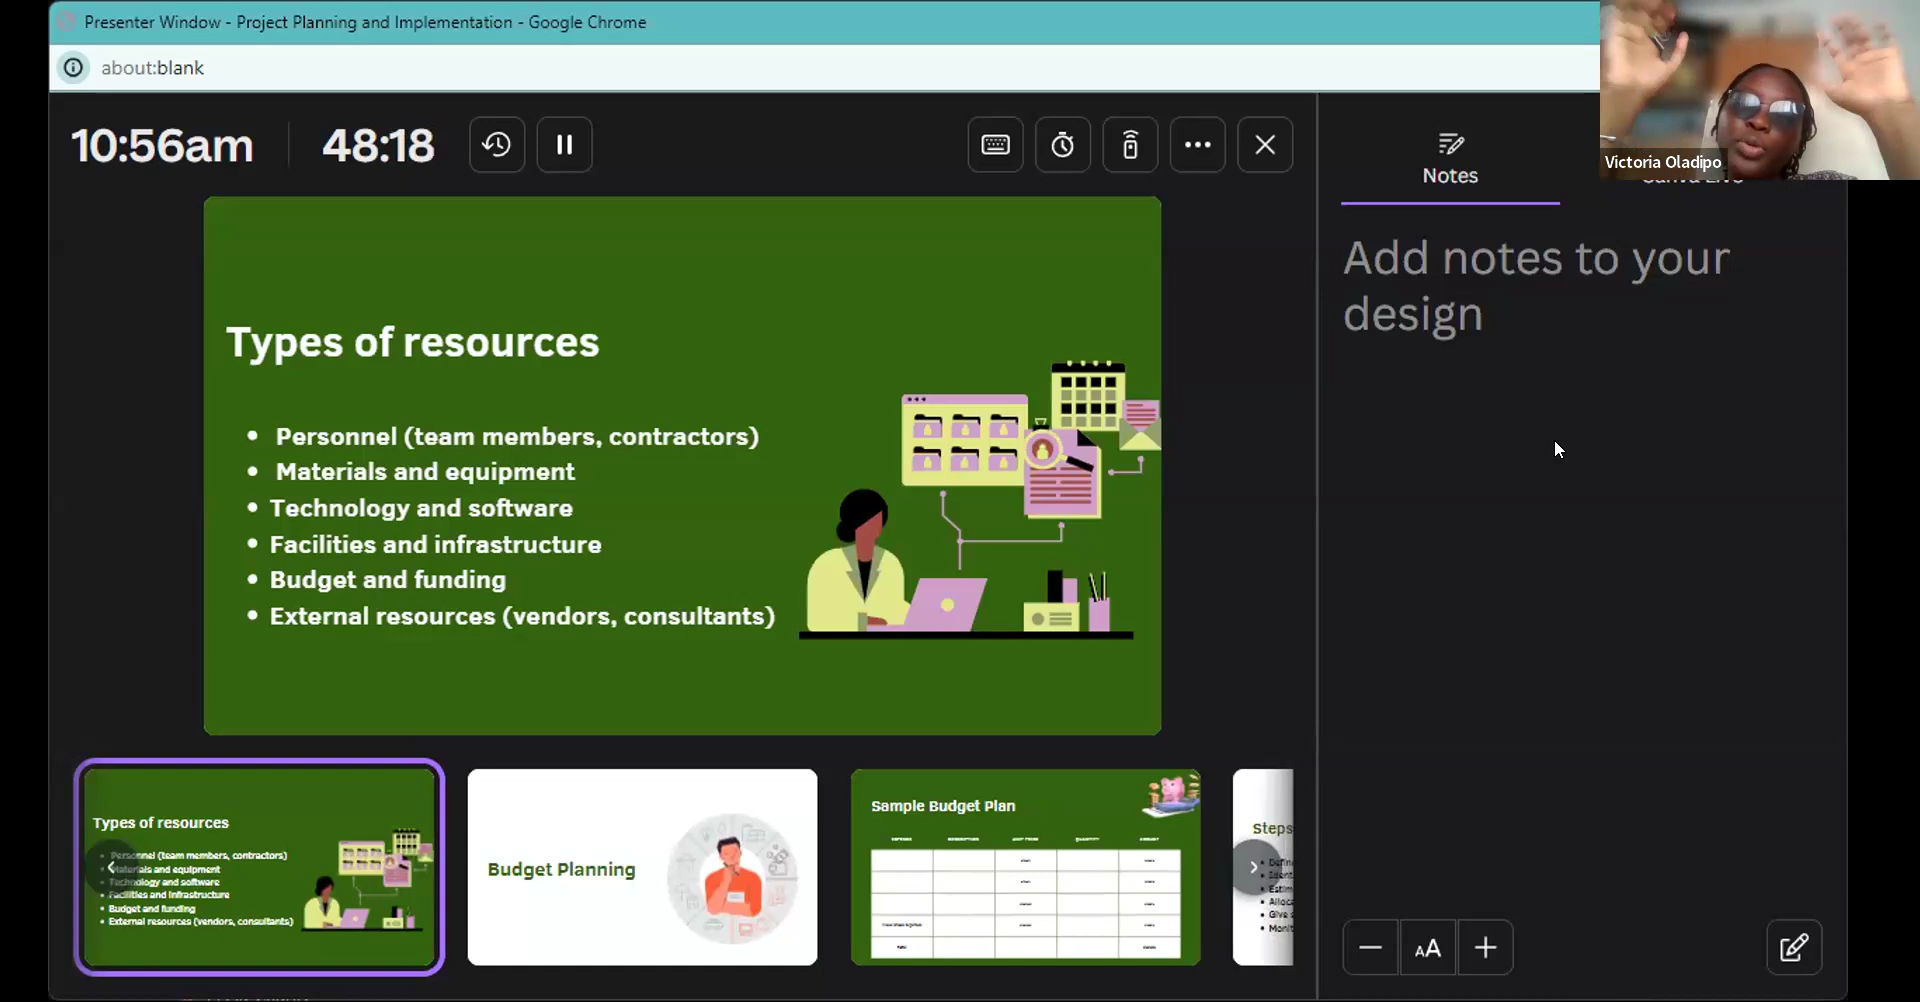 Presenter Window - Project Planning and Implementation - Google Chrome
about:blank
10:56am
48:18
Notes
Victoria Oladipo
Add notes to your
design
Types of resources
Personnel (team members, contractors)
Materials and equipment
Technology and software
Facilities and infrastructure
Budget and funding
External resources (vendors, consultants)
Types of resources
Personnel (team members, contractors)
Materials and equipment
Technology and software
Facilities and infrastructure
Budget and funding
External resources (vendors, consultants)
Budget Planning
Sample Budget Plan
Steps
AA